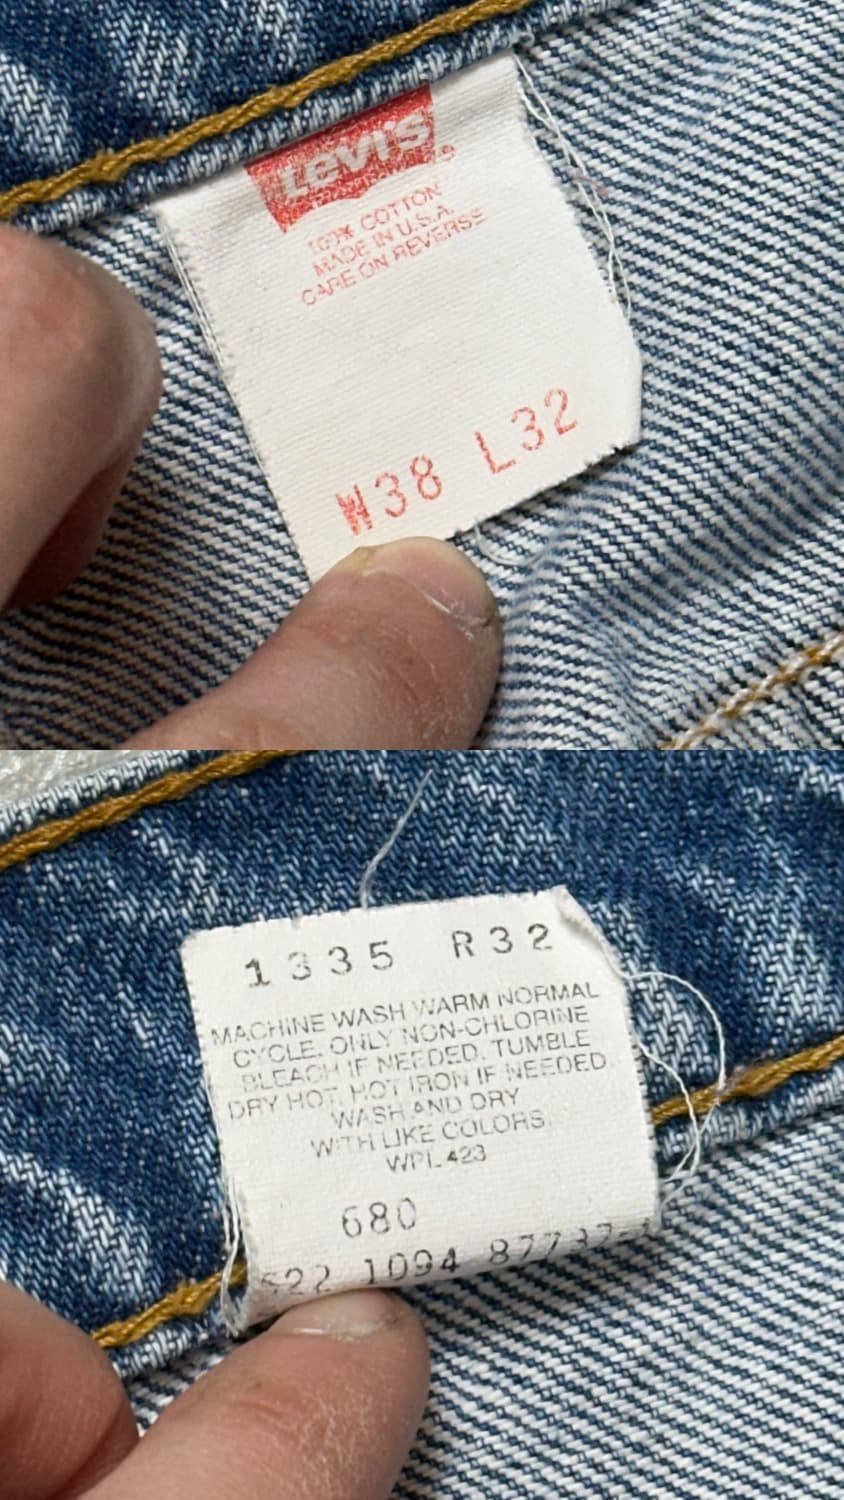 Levi's®
100% COTTON
MADE IN U.S.A.
CARE ON REVERSE
W38 L32
1335 R32
MACHINE WASH WARM NORMAL
CYCLE. ONLY NON-CHLORINE
BLEACH IF NEEDED. TUMBLE
DRY HOT. HOT IRON IF NEEDED.
WASH AND DRY
WITH LIKE COLORS.
WPL 423
680
522 1094